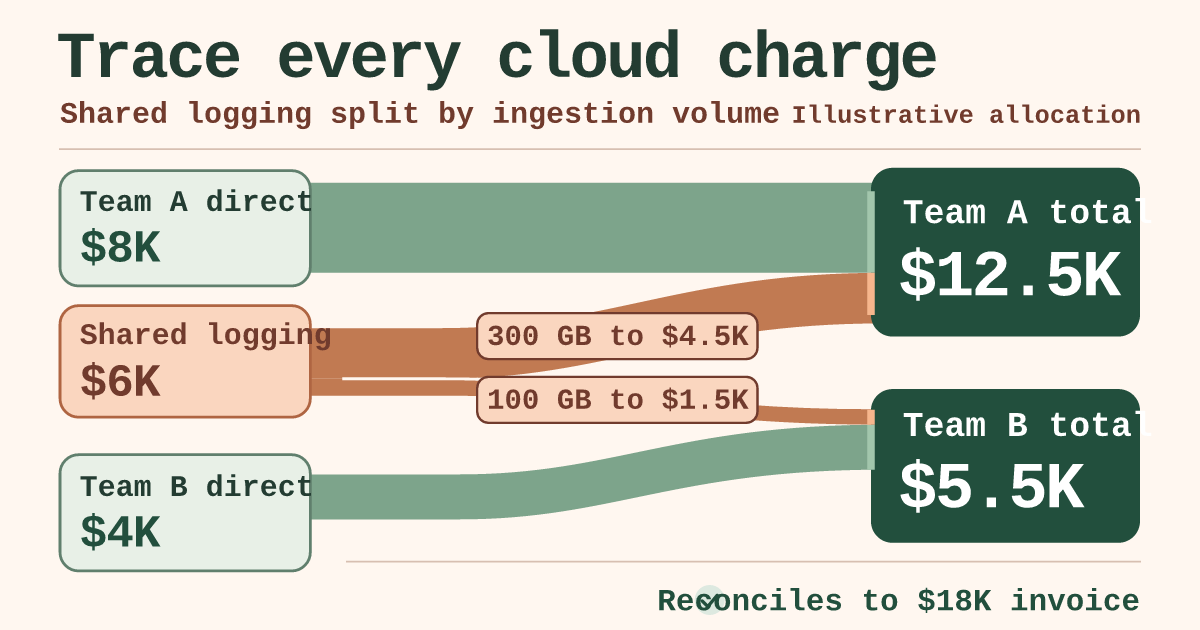 Trace every cloud charge
Shared logging split by ingestion volume
Illustrative allocation
Team A direct
$8K
Shared logging
$6K
Team B direct
$4K
300 GB to $4.5K
100 GB to $1.5K
Team A total
$12.5K
Team B total
$5.5K
Reconciles to $18K invoice